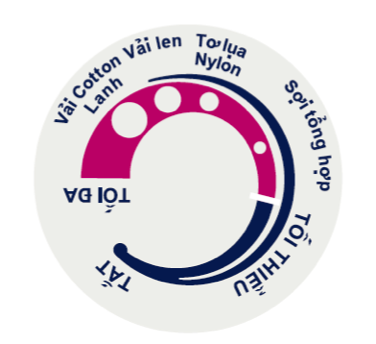 Vải Cotton
Lanh
Vải len
Tơ lụa
Nylon
Sợi tổng hợp
TỐI THIỂU
TẮT
TỐI ĐA